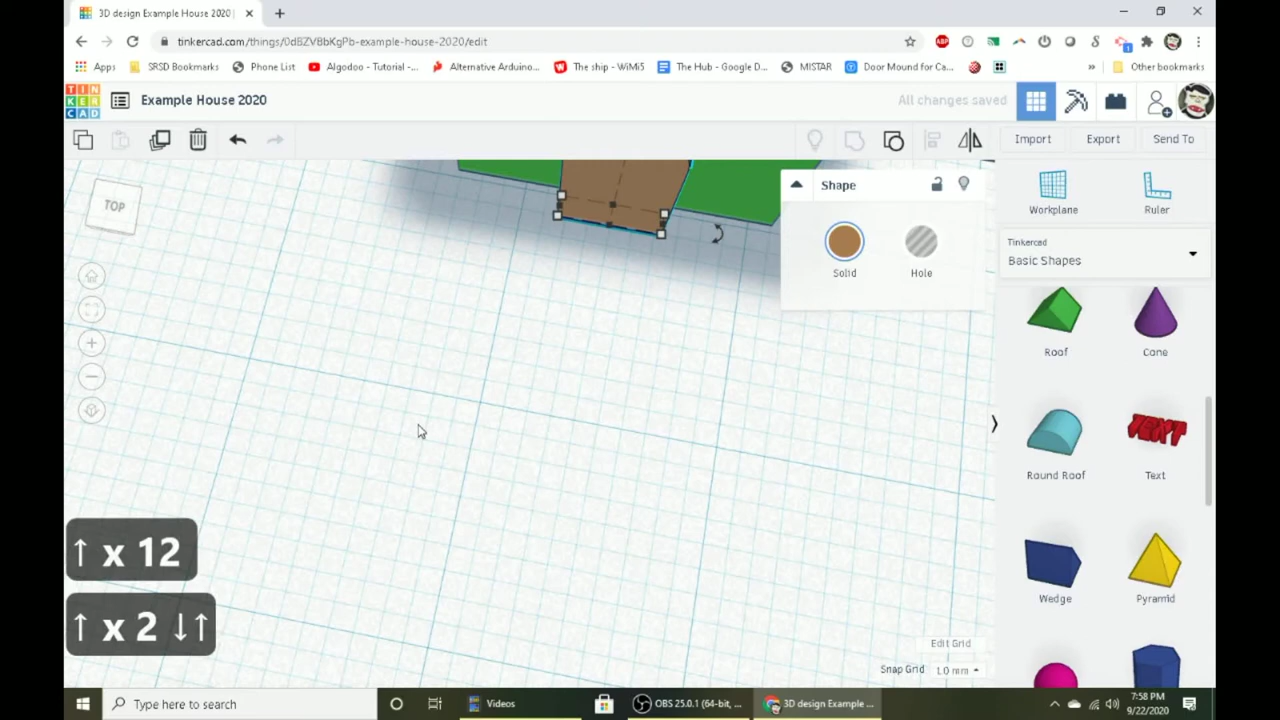 3D design Example House 2020 |
tinkercad.com/things/0dBZVBbKgPb-example-house-2020/edit
ABP
Apps
SRSD Bookmarks
Phone List
Algodoo - Tutorial -...
Alternative Arduino...
The ship - WiMi5
The Hub - Google D...
MISTAR
Door Mound for Ca...
»
Other bookmarks
TIN
KER
CAD
Example House 2020
All changes saved
Import
Export
Send To
TOP
Shape
Solid
Hole
Workplane
Ruler
Tinkercad
Basic Shapes
Roof
Cone
Round Roof
TEXT
Text
Wedge
Pyramid
↑ x 12
↑ x 2 ↓↑
Edit Grid
Snap Grid
1.0 mm
Type here to search
Videos
OBS 25.0.1 (64-bit, ...
3D design Example ...
7:58 PM
9/22/2020